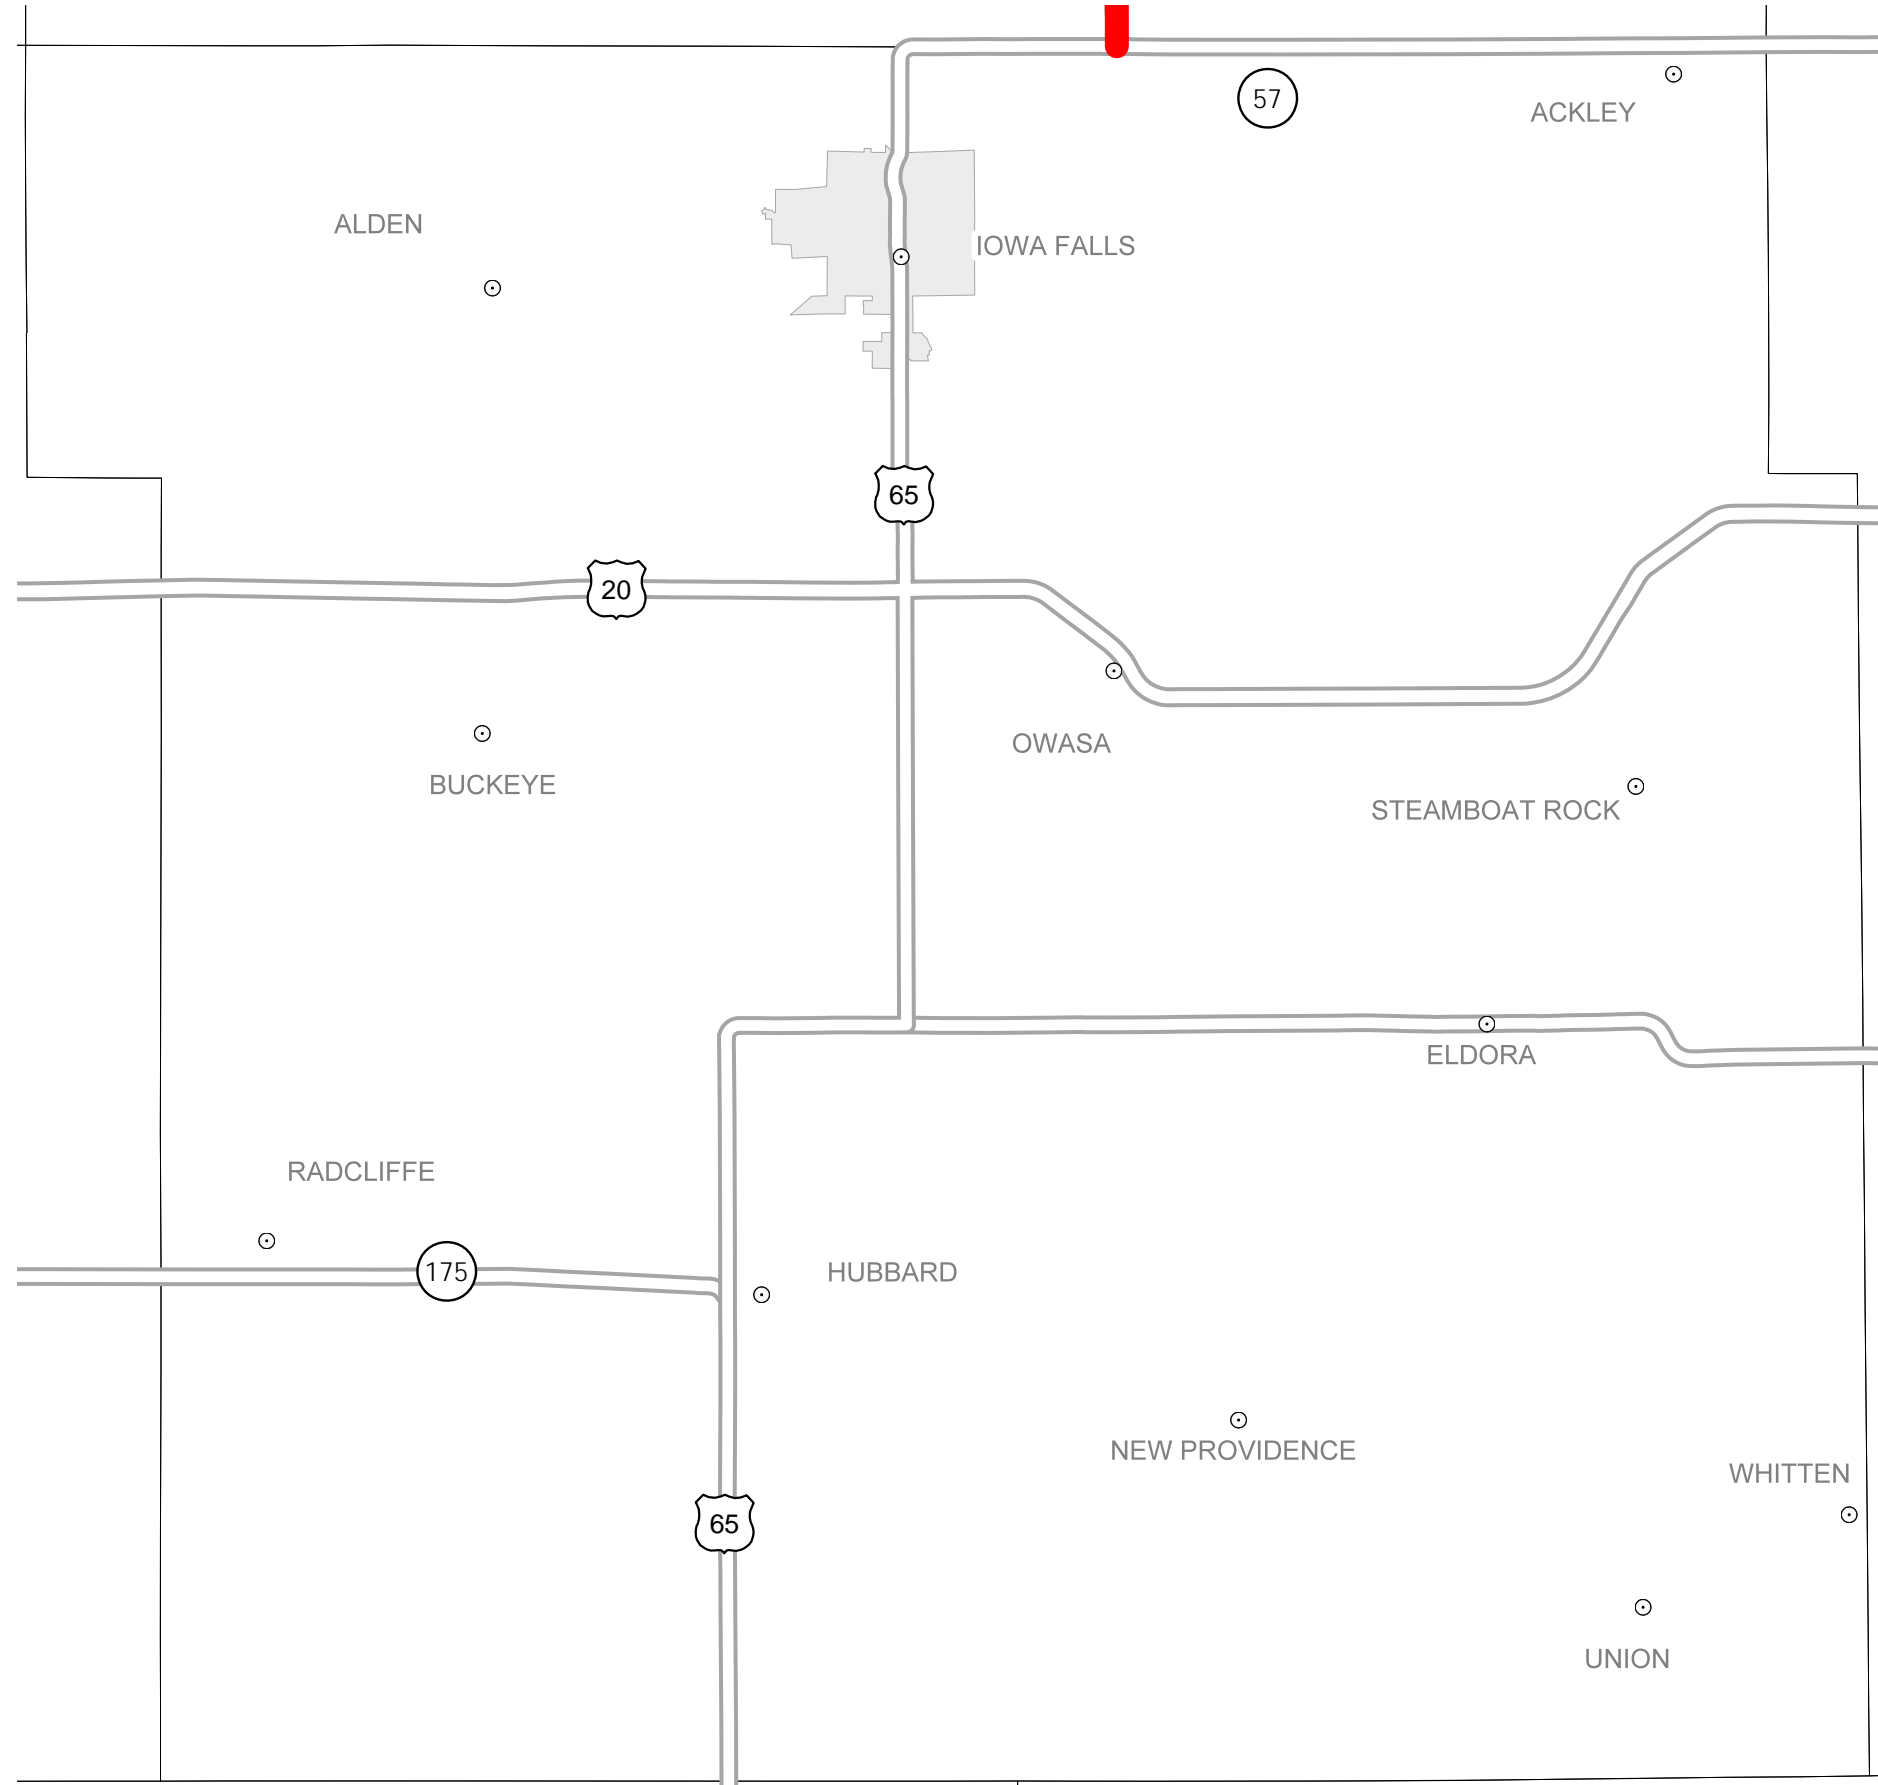 57
ACKLEY
ALDEN
IOWA FALLS
65
20
OWASA
BUCKEYE
STEAMBOAT ROCK
ELDORA
RADCLIFFE
175
HUBBARD
NEW PROVIDENCE
WHITTEN
65
UNION